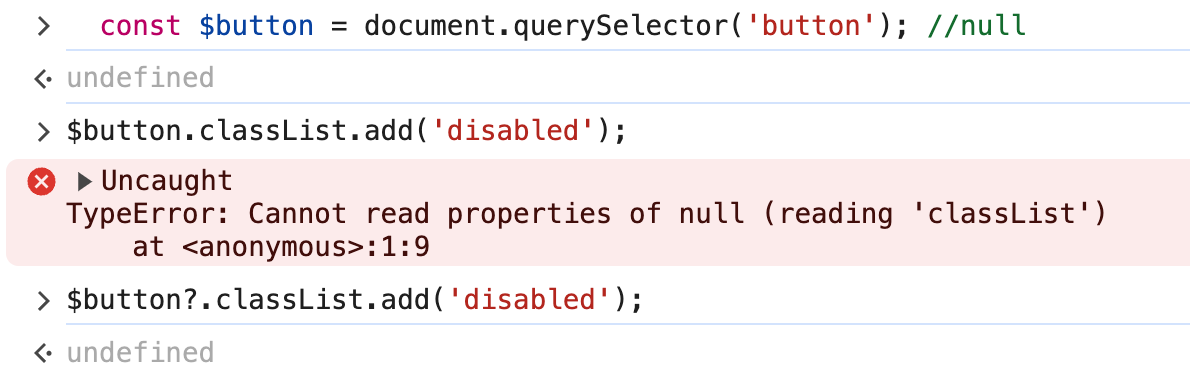 const $button = document.querySelector('button'); //null
undefined
$button.classList.add('disabled');
Uncaught
TypeError: Cannot read properties of null (reading 'classList')
at <anonymous>:1:9
$button?.classList.add('disabled');
undefined